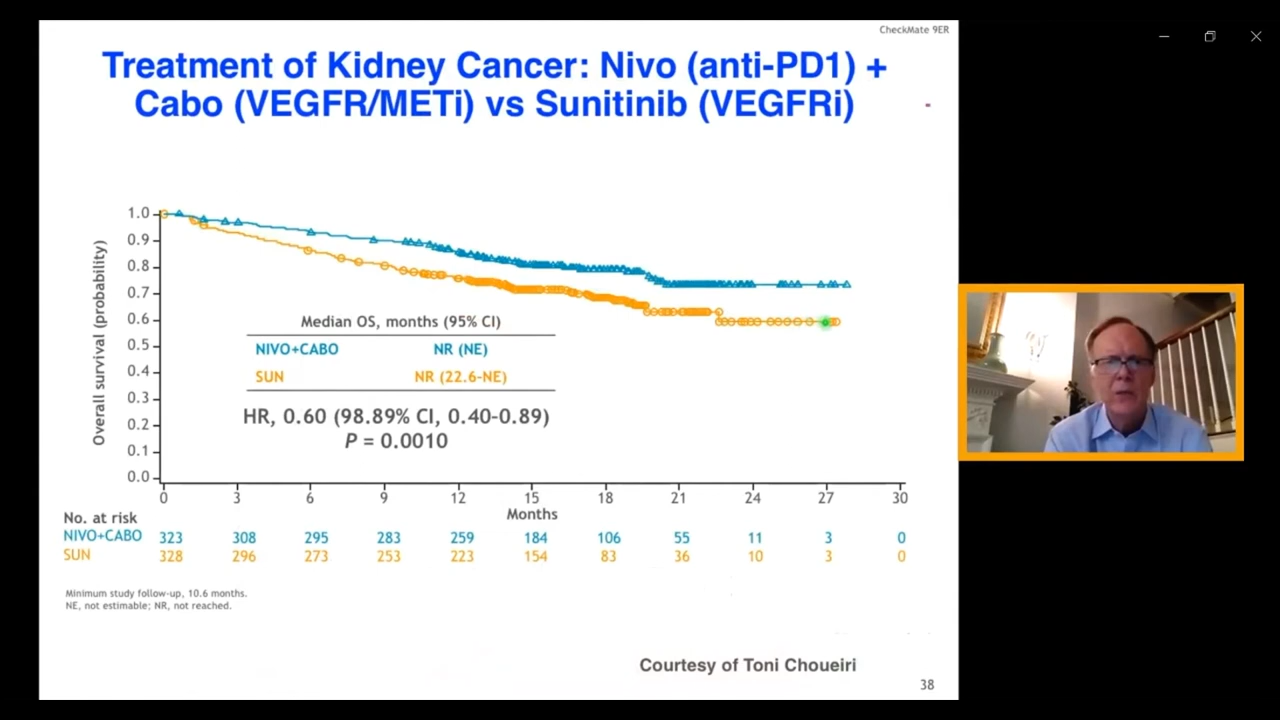 CheckMate 9ER
Treatment of Kidney Cancer: Nivo (anti-PD1) +
Cabo (VEGFR/METi) vs Sunitinib (VEGFRi)
Overall survival (probability)
1.0
0.9
0.8
0.7
0.6
0.5
0.4
0.3
0.2
0.1
0.0
Median OS, months (95% CI)
NIVO+CABO NR (NE)
SUN NR (22.6-NE)
HR, 0.60 (98.89% CI, 0.40-0.89)
P = 0.0010
0 3 6 9 12 15 18 21 24 27 30
Months
No. at risk
NIVO+CABO 323 308 295 283 259 184 106 55 11 3 0
SUN 328 296 273 253 223 154 83 36 10 3 0
Minimum study follow-up, 10.6 months.
NE, not estimable; NR, not reached.
Courtesy of Toni Choueiri
38